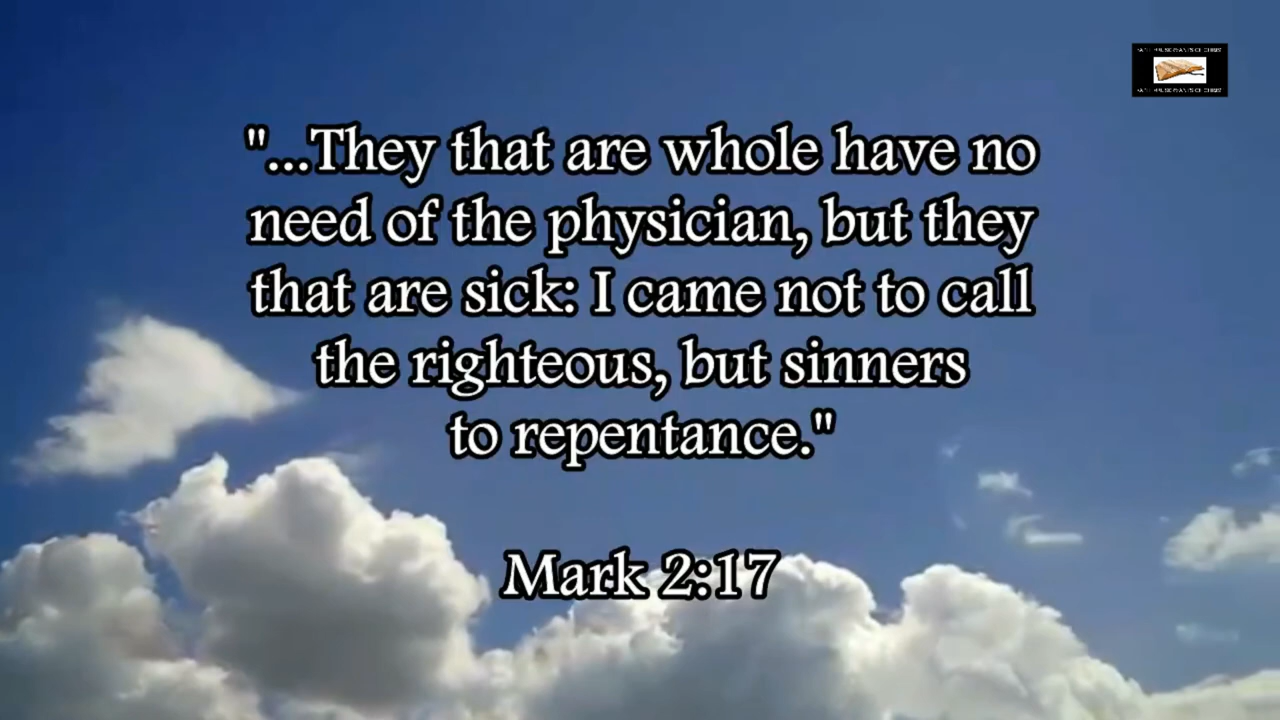 "...They that are whole have no
need of the physician, but they
that are sick: I came not to call
the righteous, but sinners
to repentance."
Mark 2:17